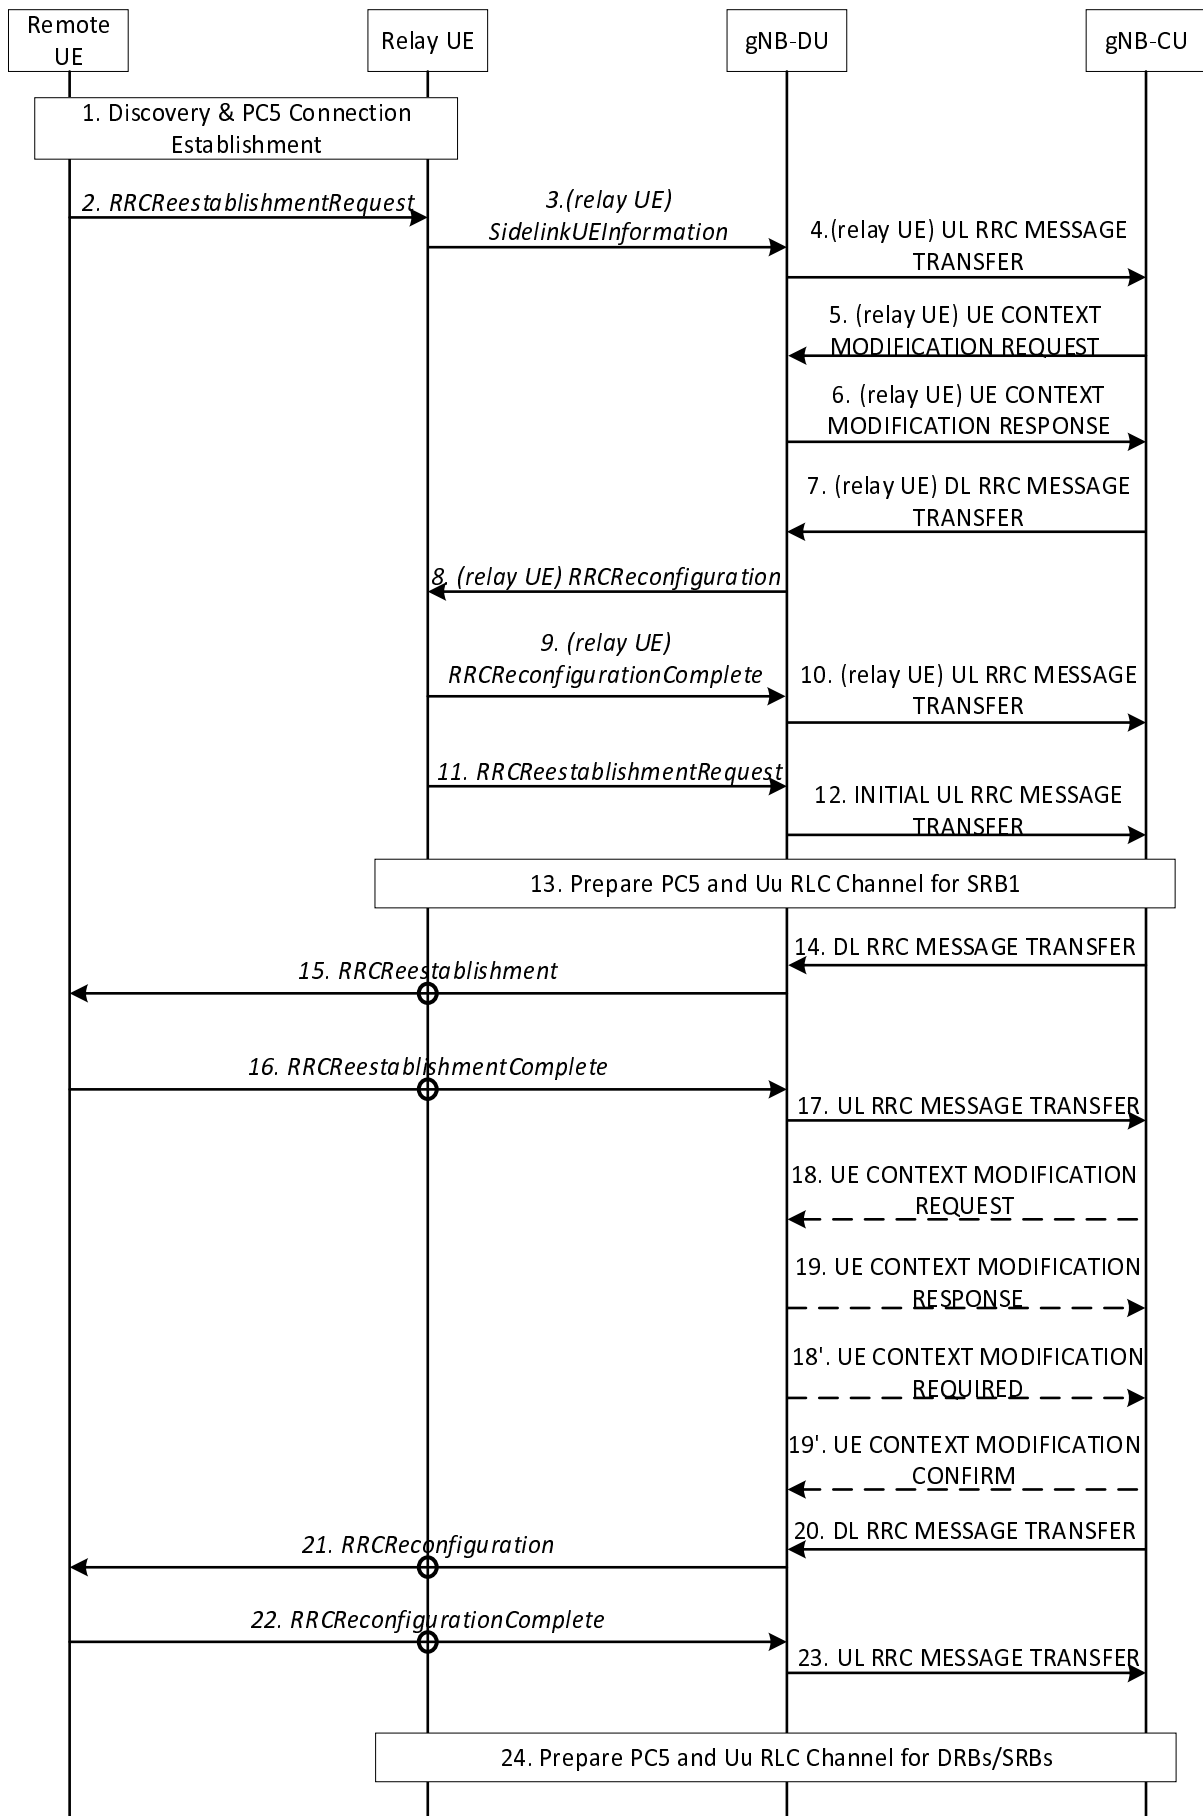 Remote
UE
Relay UE
gNB-DU
gNB-CU
1. Discovery & PC5 Connection
Establishment
2. RRCReestablishmentRequest
3.(relay UE)
SidelinkUEInformation
4.(relay UE) UL RRC MESSAGE
TRANSFER
5. (relay UE) UE CONTEXT
MODIFICATION REQUEST
6. (relay UE) UE CONTEXT
MODIFICATION RESPONSE
7. (relay UE) DL RRC MESSAGE
TRANSFER
8. (relay UE) RRCReconfiguration
9. (relay UE)
RRCReconfigurationComplete
10. (relay UE) UL RRC MESSAGE
TRANSFER
11. RRCReestablishmentRequest
12. INITIAL UL RRC MESSAGE
TRANSFER
13. Prepare PC5 and Uu RLC Channel for SRB1
14. DL RRC MESSAGE TRANSFER
15. RRCReestablishment
16. RRCReestablishmentComplete
17. UL RRC MESSAGE TRANSFER
18. UE CONTEXT MODIFICATION
REQUEST
19. UE CONTEXT MODIFICATION
RESPONSE
18'. UE CONTEXT MODIFICATION
REQUIRED
19'. UE CONTEXT MODIFICATION
CONFIRM
20. DL RRC MESSAGE TRANSFER
21. RRCReconfiguration
22. RRCReconfigurationComplete
23. UL RRC MESSAGE TRANSFER
24. Prepare PC5 and Uu RLC Channel for DRBs/SRBs